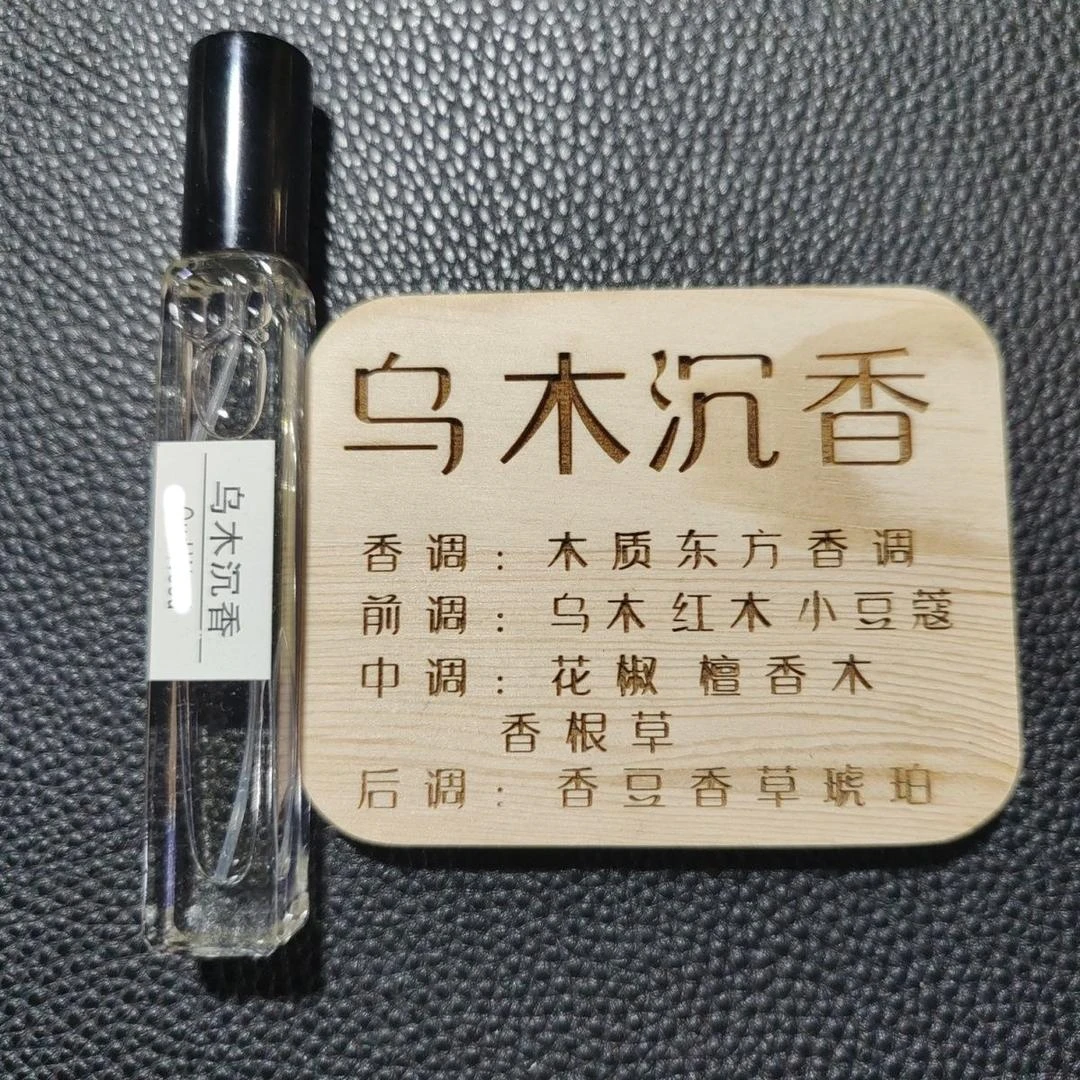 乌木沉香
乌木沉香
香调：木质东方香调
前调：乌木红木小豆蔻
中调：花椒 檀香木
香根草
后调：香豆香草琥珀